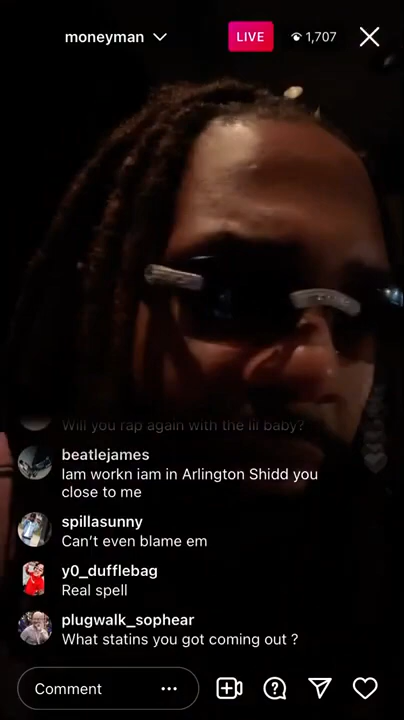 moneyman
LIVE
1,707
Will you rap again with the lil baby?
beatlejames
Iam workn iam in Arlington Shidd you
close to me
spillasunny
Can't even blame em
y0_dufflebag
Real spell
plugwalk_sophear
What statins you got coming out ?
Comment